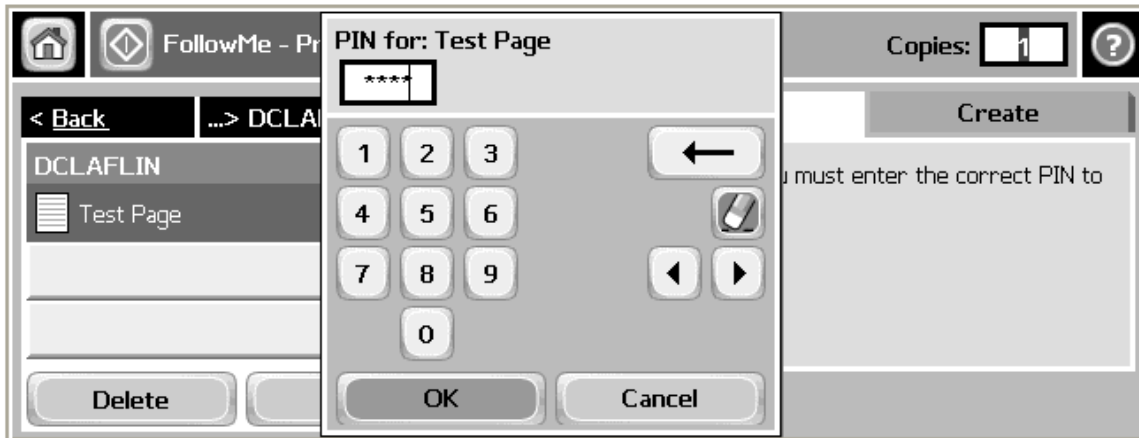 FollowMe - Pr
PIN for: Test Page
Copies: 1
?
****
< Back
...> DCLAF
Create
DCLAFLIN
Test Page
must enter the correct PIN to
1 2 3
4 5 6
7 8 9
0
Delete
OK
Cancel